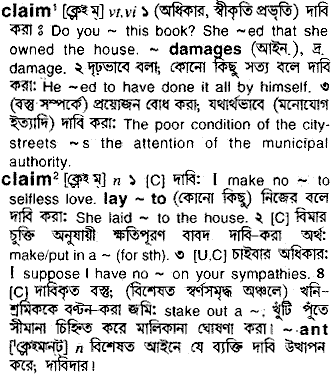 claim¹ [ক্লেইম্] vt,vi ১ (অধিকার, স্বীকৃতি প্রভৃতি) দাবি
করা: Do you ~ this book? She ~ed that she
owned the house. ~ damages (আইন.), দ্র.
damage. ২ দৃঢ়ভাবে বলা; কোনো কিছু সত্য বলে দাবি
করা: He ~ed to have done it all by himself. ৩
(বস্তু সম্পর্কে) প্রয়োজন বোধ করা; যথার্থভাবে (মনোযোগ
ইত্যাদি) দাবি করা: The poor condition of the city-
streets ~s the attention of the municipal
authority.
claim² [ক্লেইম্] n ১ [C] দাবি: I make no ~ to
selfless love. lay ~ to (কোনো কিছু) নিজের বলে
দাবি করা: She laid ~ to the house. ২ [C] বিমার
চুক্তি অনুযায়ী ক্ষতিপূরণ বাবদ দাবি-করা অর্থ:
make/put in a ~ (for sth). ৩ [U,C] চাইবার অধিকার:
I suppose I have no ~ on your sympathies. ৪
[C] দাবিকৃত বস্তু; (বিশেষত স্বর্ণসমৃদ্ধ অঞ্চলে) খনি-
শ্রমিককে বণ্টন-করা জমি: stake out a ~, খুঁটি পুঁতে
সীমানা চিহ্নিত করে মালিকানা ঘোষণা করা। ~·ant
['ক্লেইমান্ট্] n বিশেষত আইনে যে ব্যক্তি দাবি উত্থাপন
করে; দাবিদার।